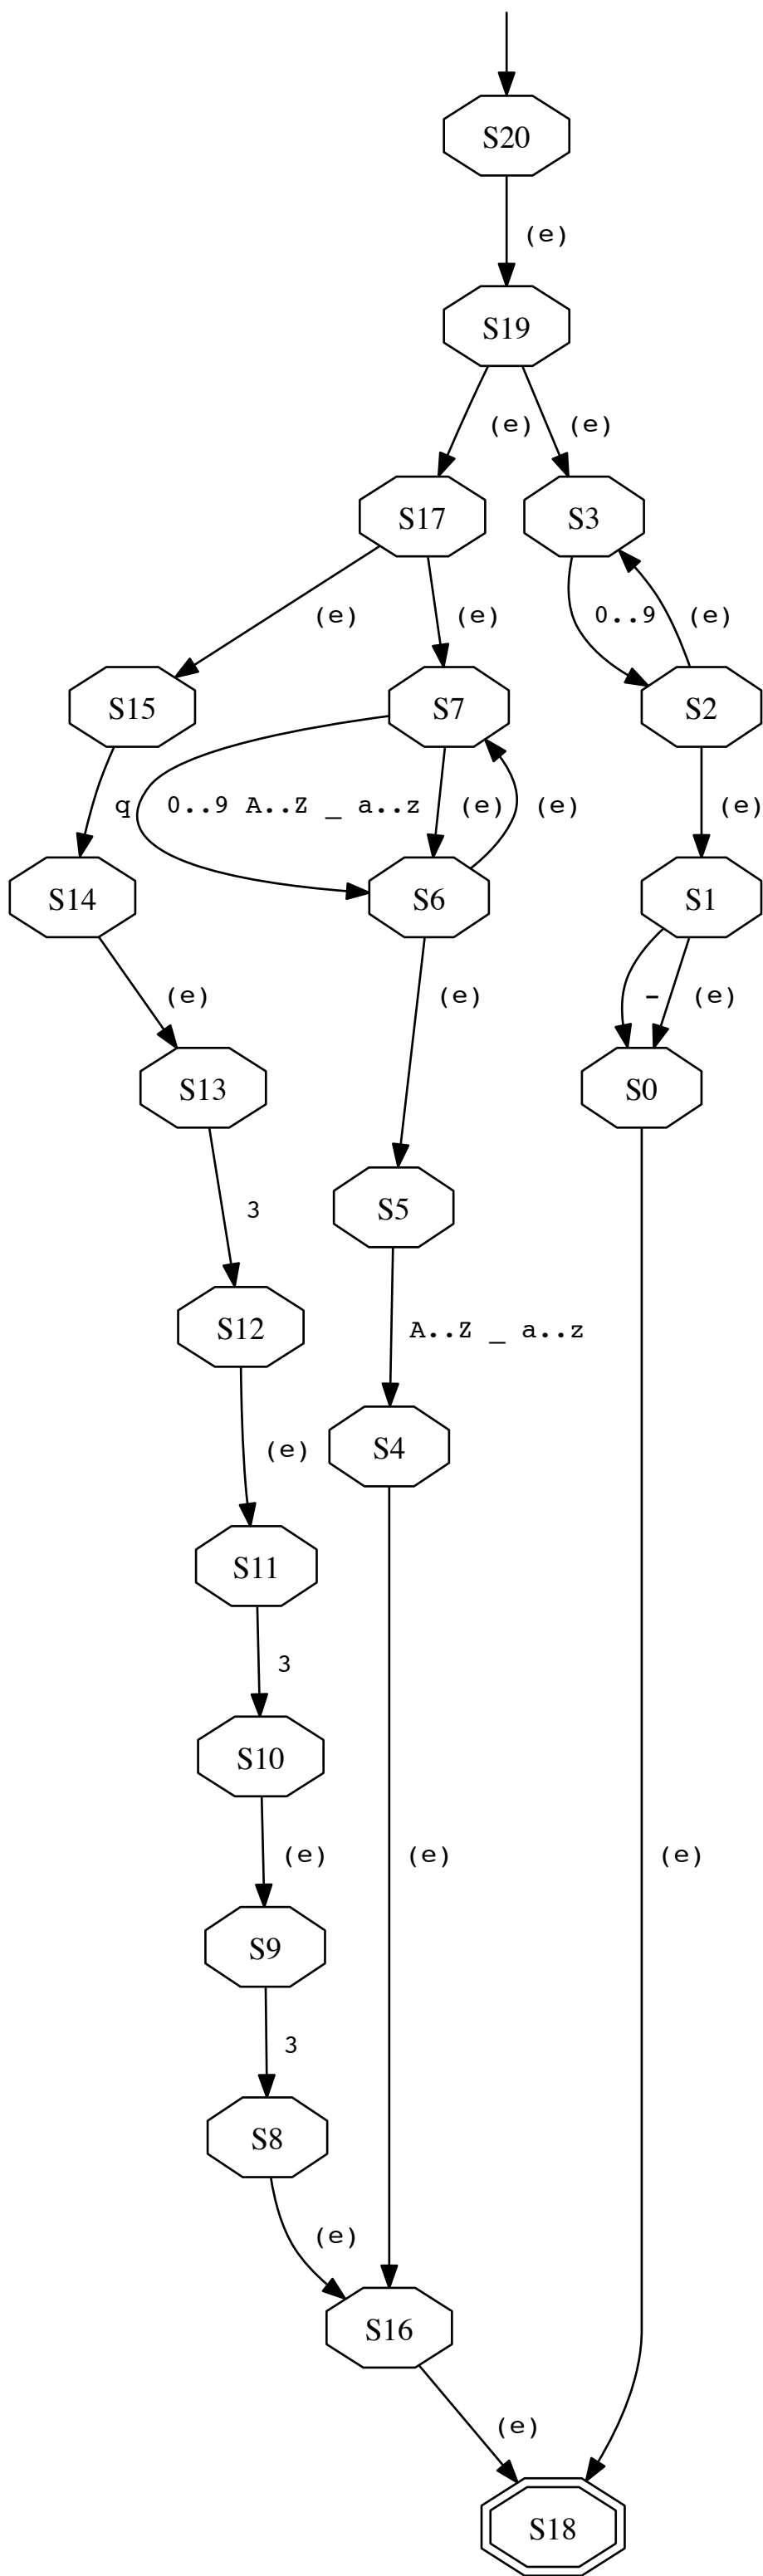 S20
(e)
S19
(e) (e)
S17 S3
(e) (e) 0..9 (e)
S15 S7 S2
q 0..9 A..Z _ a..z (e) (e) (e)
S14 S6 S1
(e) (e) - (e)
S13 S0
3 S5
S12 A..Z _ a..z
(e) S4
S11
3
S10
(e) (e) (e)
S9
3
S8
(e)
S16
(e)
S18